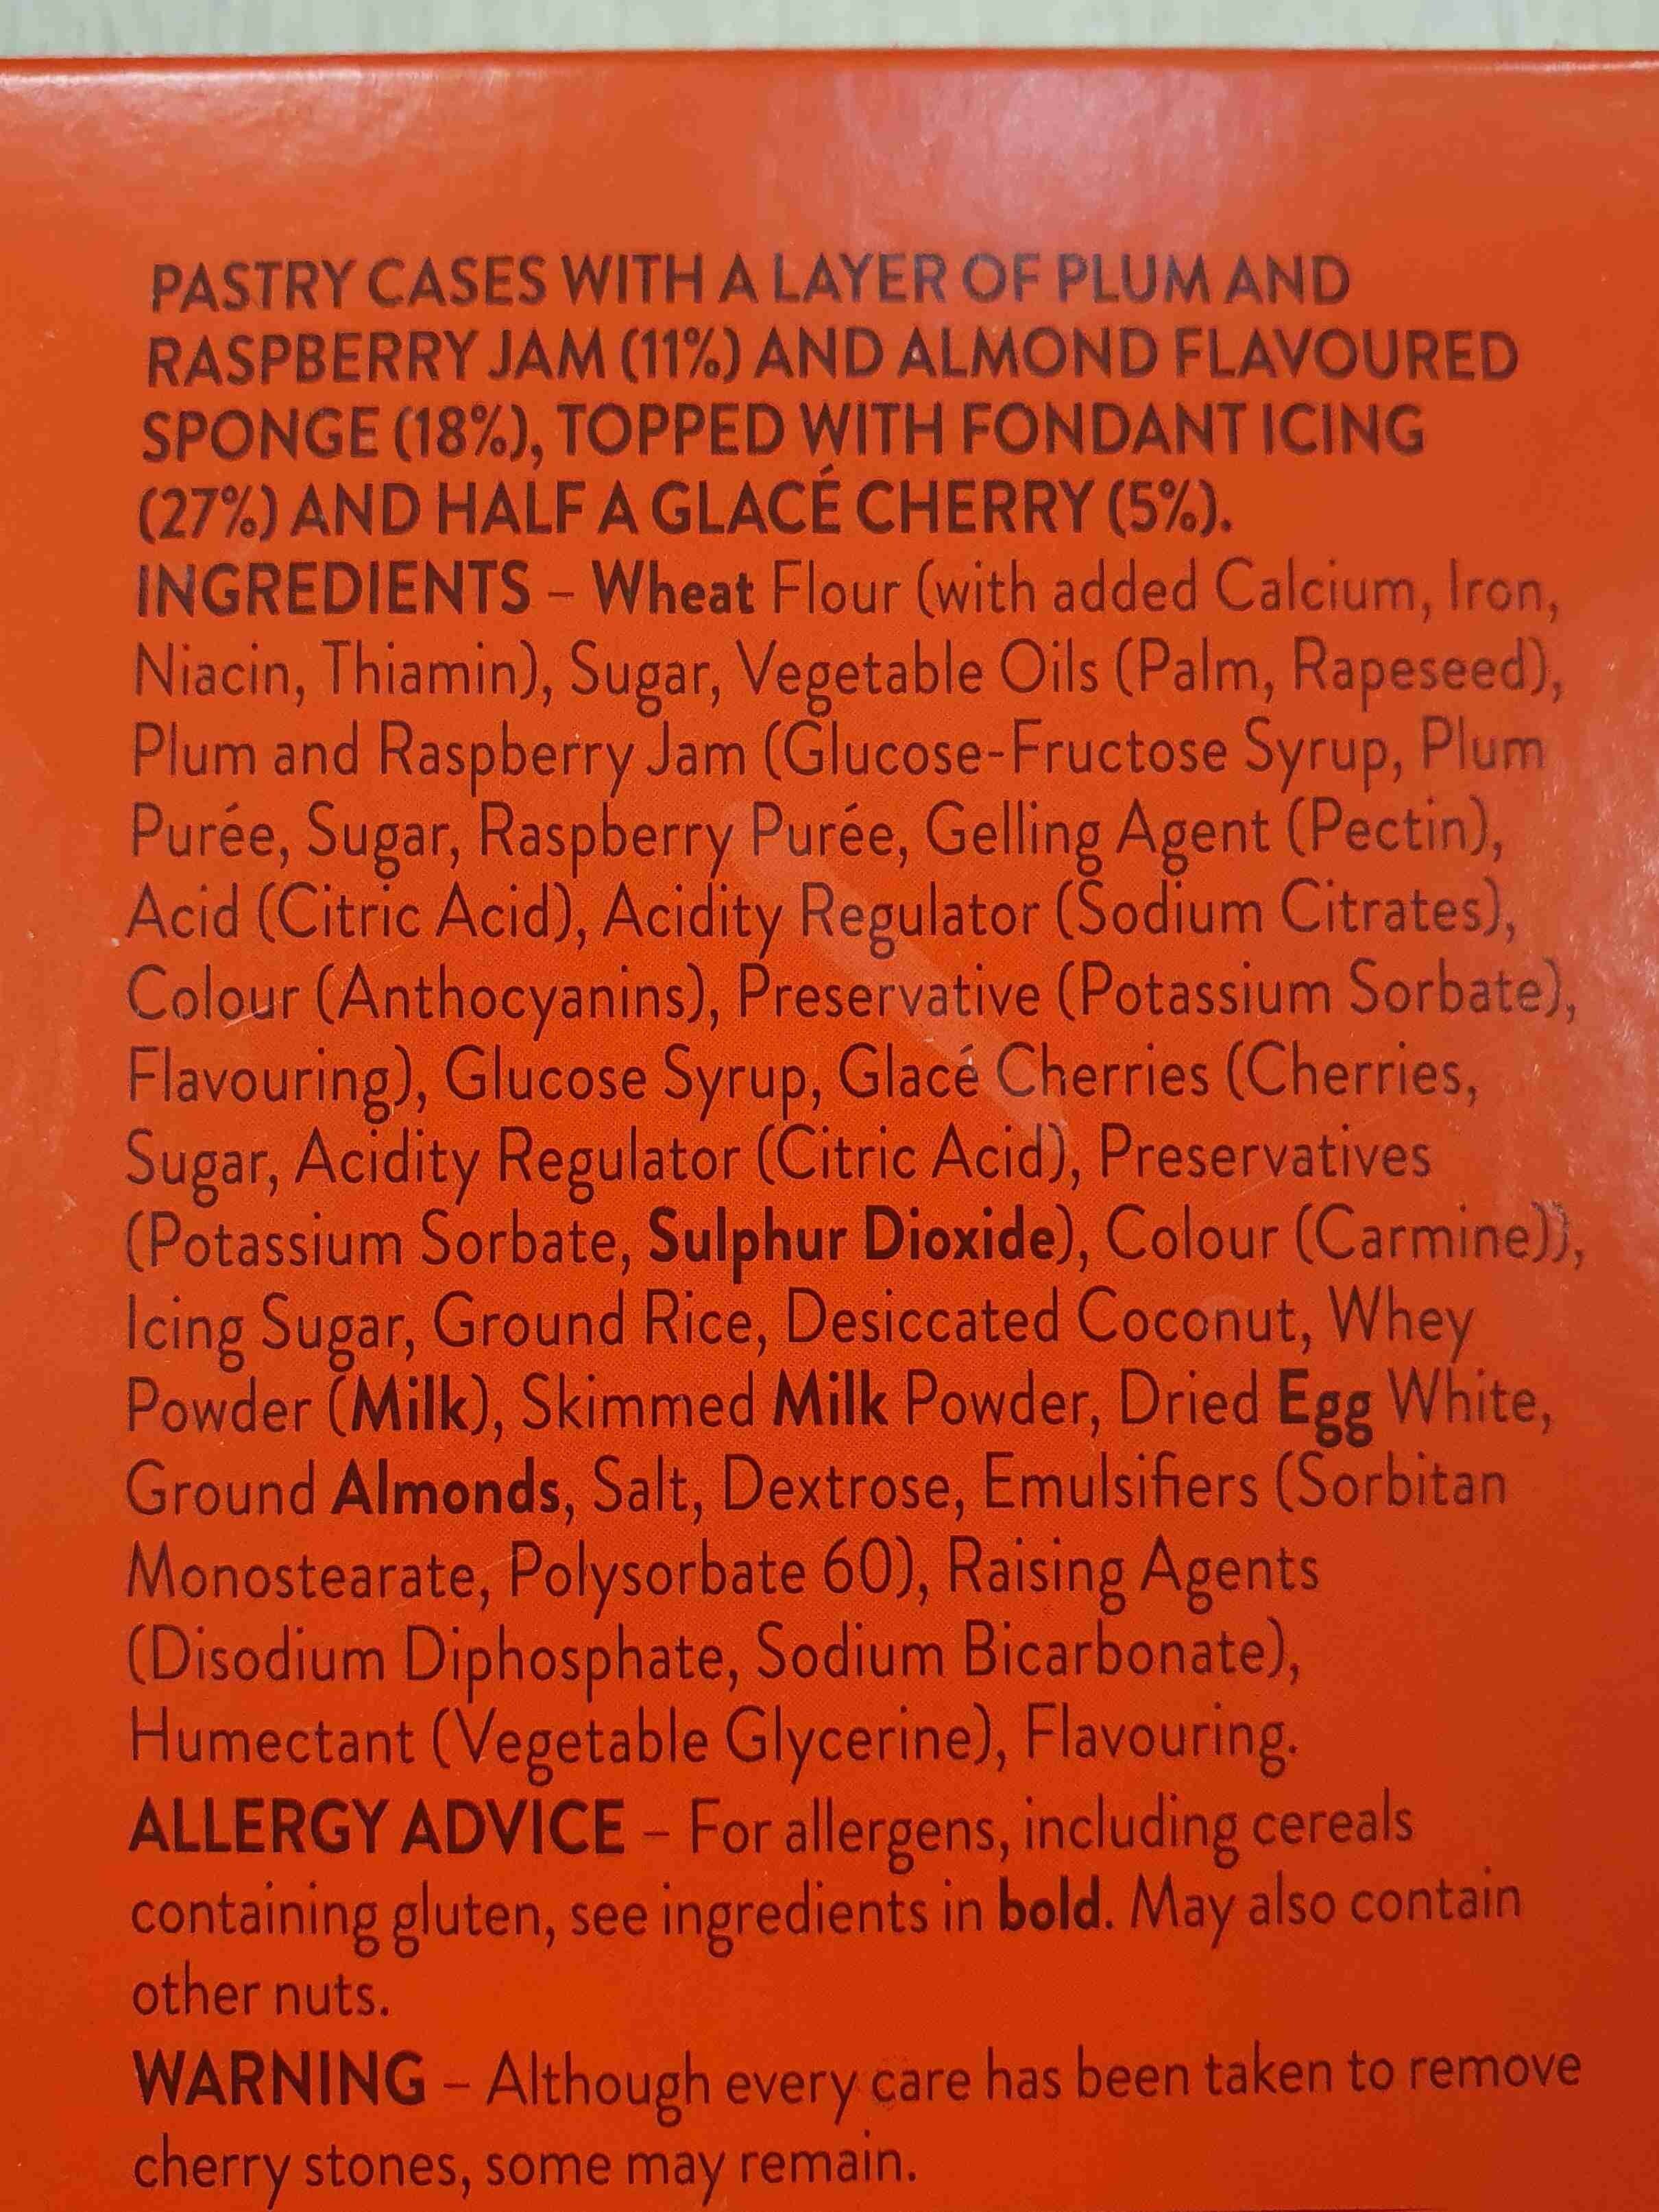 PASTRY CASES WITH A LAYER OF PLUM AND
RASPBERRY JAM (11%) AND ALMOND FLAVOURED
SPONGE (18%), TOPPED WITH FONDANT ICING
(27%) AND HALF A GLACÉ CHERRY (5%).
INGREDIENTS – Wheat Flour (with added Calcium, Iron,
Niacin, Thiamin), Sugar, Vegetable Oils (Palm, Rapeseed),
Plum and Raspberry Jam (Glucose-Fructose Syrup, Plum
Purée, Sugar, Raspberry Purée, Gelling Agent (Pectin),
Acid (Citric Acid), Acidity Regulator (Sodium Citrates),
Colour (Anthocyanins), Preservative (Potassium Sorbate),
Flavouring), Glucose Syrup, Glacé Cherries (Cherries,
Sugar, Acidity Regulator (Citric Acid), Preservatives
(Potassium Sorbate, Sulphur Dioxide), Colour (Carmine)),
Icing Sugar, Ground Rice, Desiccated Coconut, Whey
Powder (Milk), Skimmed Milk Powder, Dried Egg White,
Ground Almonds, Salt, Dextrose, Emulsifiers (Sorbitan
Monostearate, Polysorbate 60), Raising Agents
(Disodium Diphosphate, Sodium Bicarbonate),
Humectant (Vegetable Glycerine), Flavouring.
ALLERGY ADVICE – For allergens, including cereals
containing gluten, see ingredients in bold. May also contain
other nuts.
WARNING – Although every care has been taken to remove
cherry stones, some may remain.